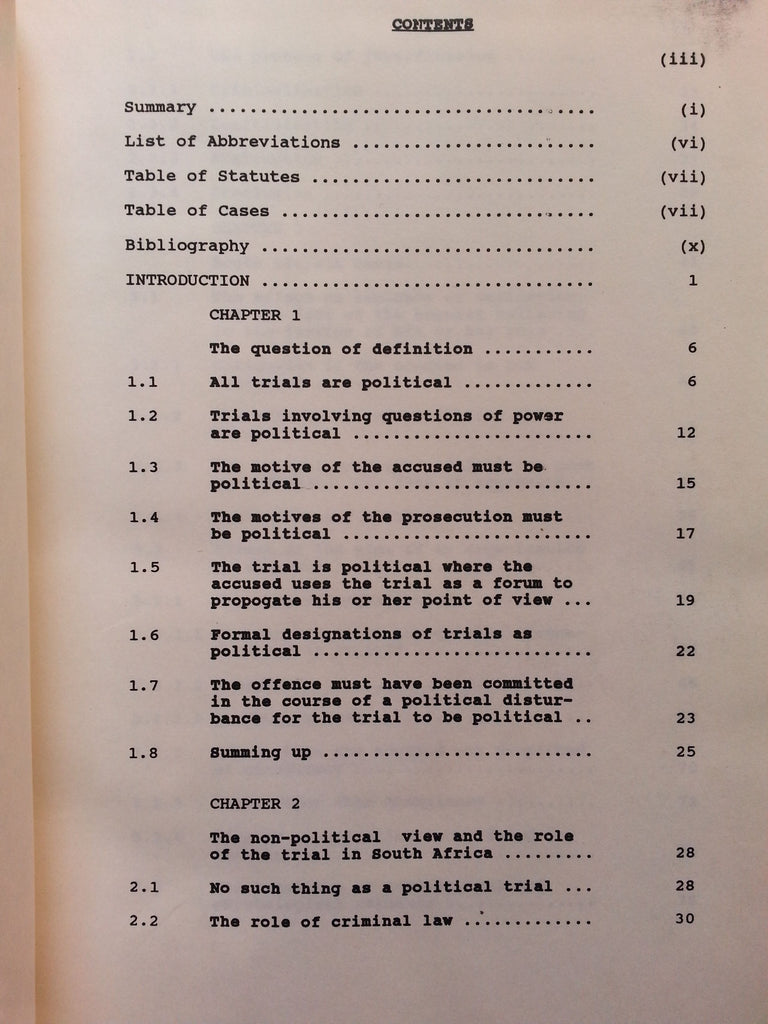 CONTENTS
(iii)
Summary ..................................... (i)
List of Abbreviations ....................... (vi)
Table of Statutes ........................... (vii)
Table of Cases .............................. (vii)
Bibliography ................................ (x)
INTRODUCTION ................................ 1
CHAPTER 1
The question of definition ........... 6
1.1 All trials are political ............. 6
1.2 Trials involving questions of power
are political ........................ 12
1.3 The motive of the accused must be
political ............................ 15
1.4 The motives of the prosecution must
be political ......................... 17
1.5 The trial is political where the
accused uses the trial as a forum to
propogate his or her point of view ... 19
1.6 Formal designations of trials as
political ............................ 22
1.7 The offence must have been committed
in the course of a political distur-
bance for the trial to be political .. 23
1.8 Summing up ........................... 25
CHAPTER 2
The non-political view and the role
of the trial in South Africa ......... 28
2.1 No such thing as a political trial ... 28
2.2 The role of criminal law ............. 30